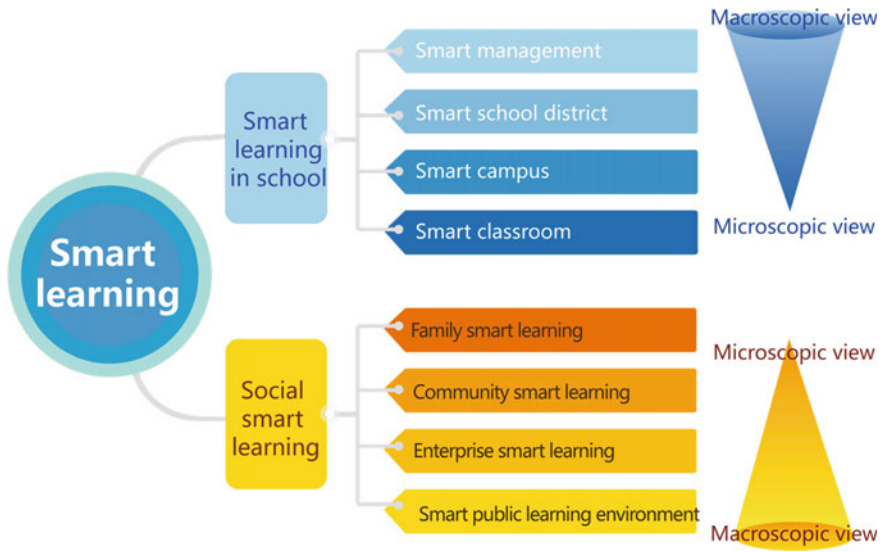 Smart
learning
Smart
learning
in school
Smart management
Smart school district
Smart campus
Smart classroom
Macroscopic view
Microscopic view
Social
smart
learning
Family smart learning
Community smart learning
Enterprise smart learning
Smart public learning environment
Microscopic view
Macroscopic view